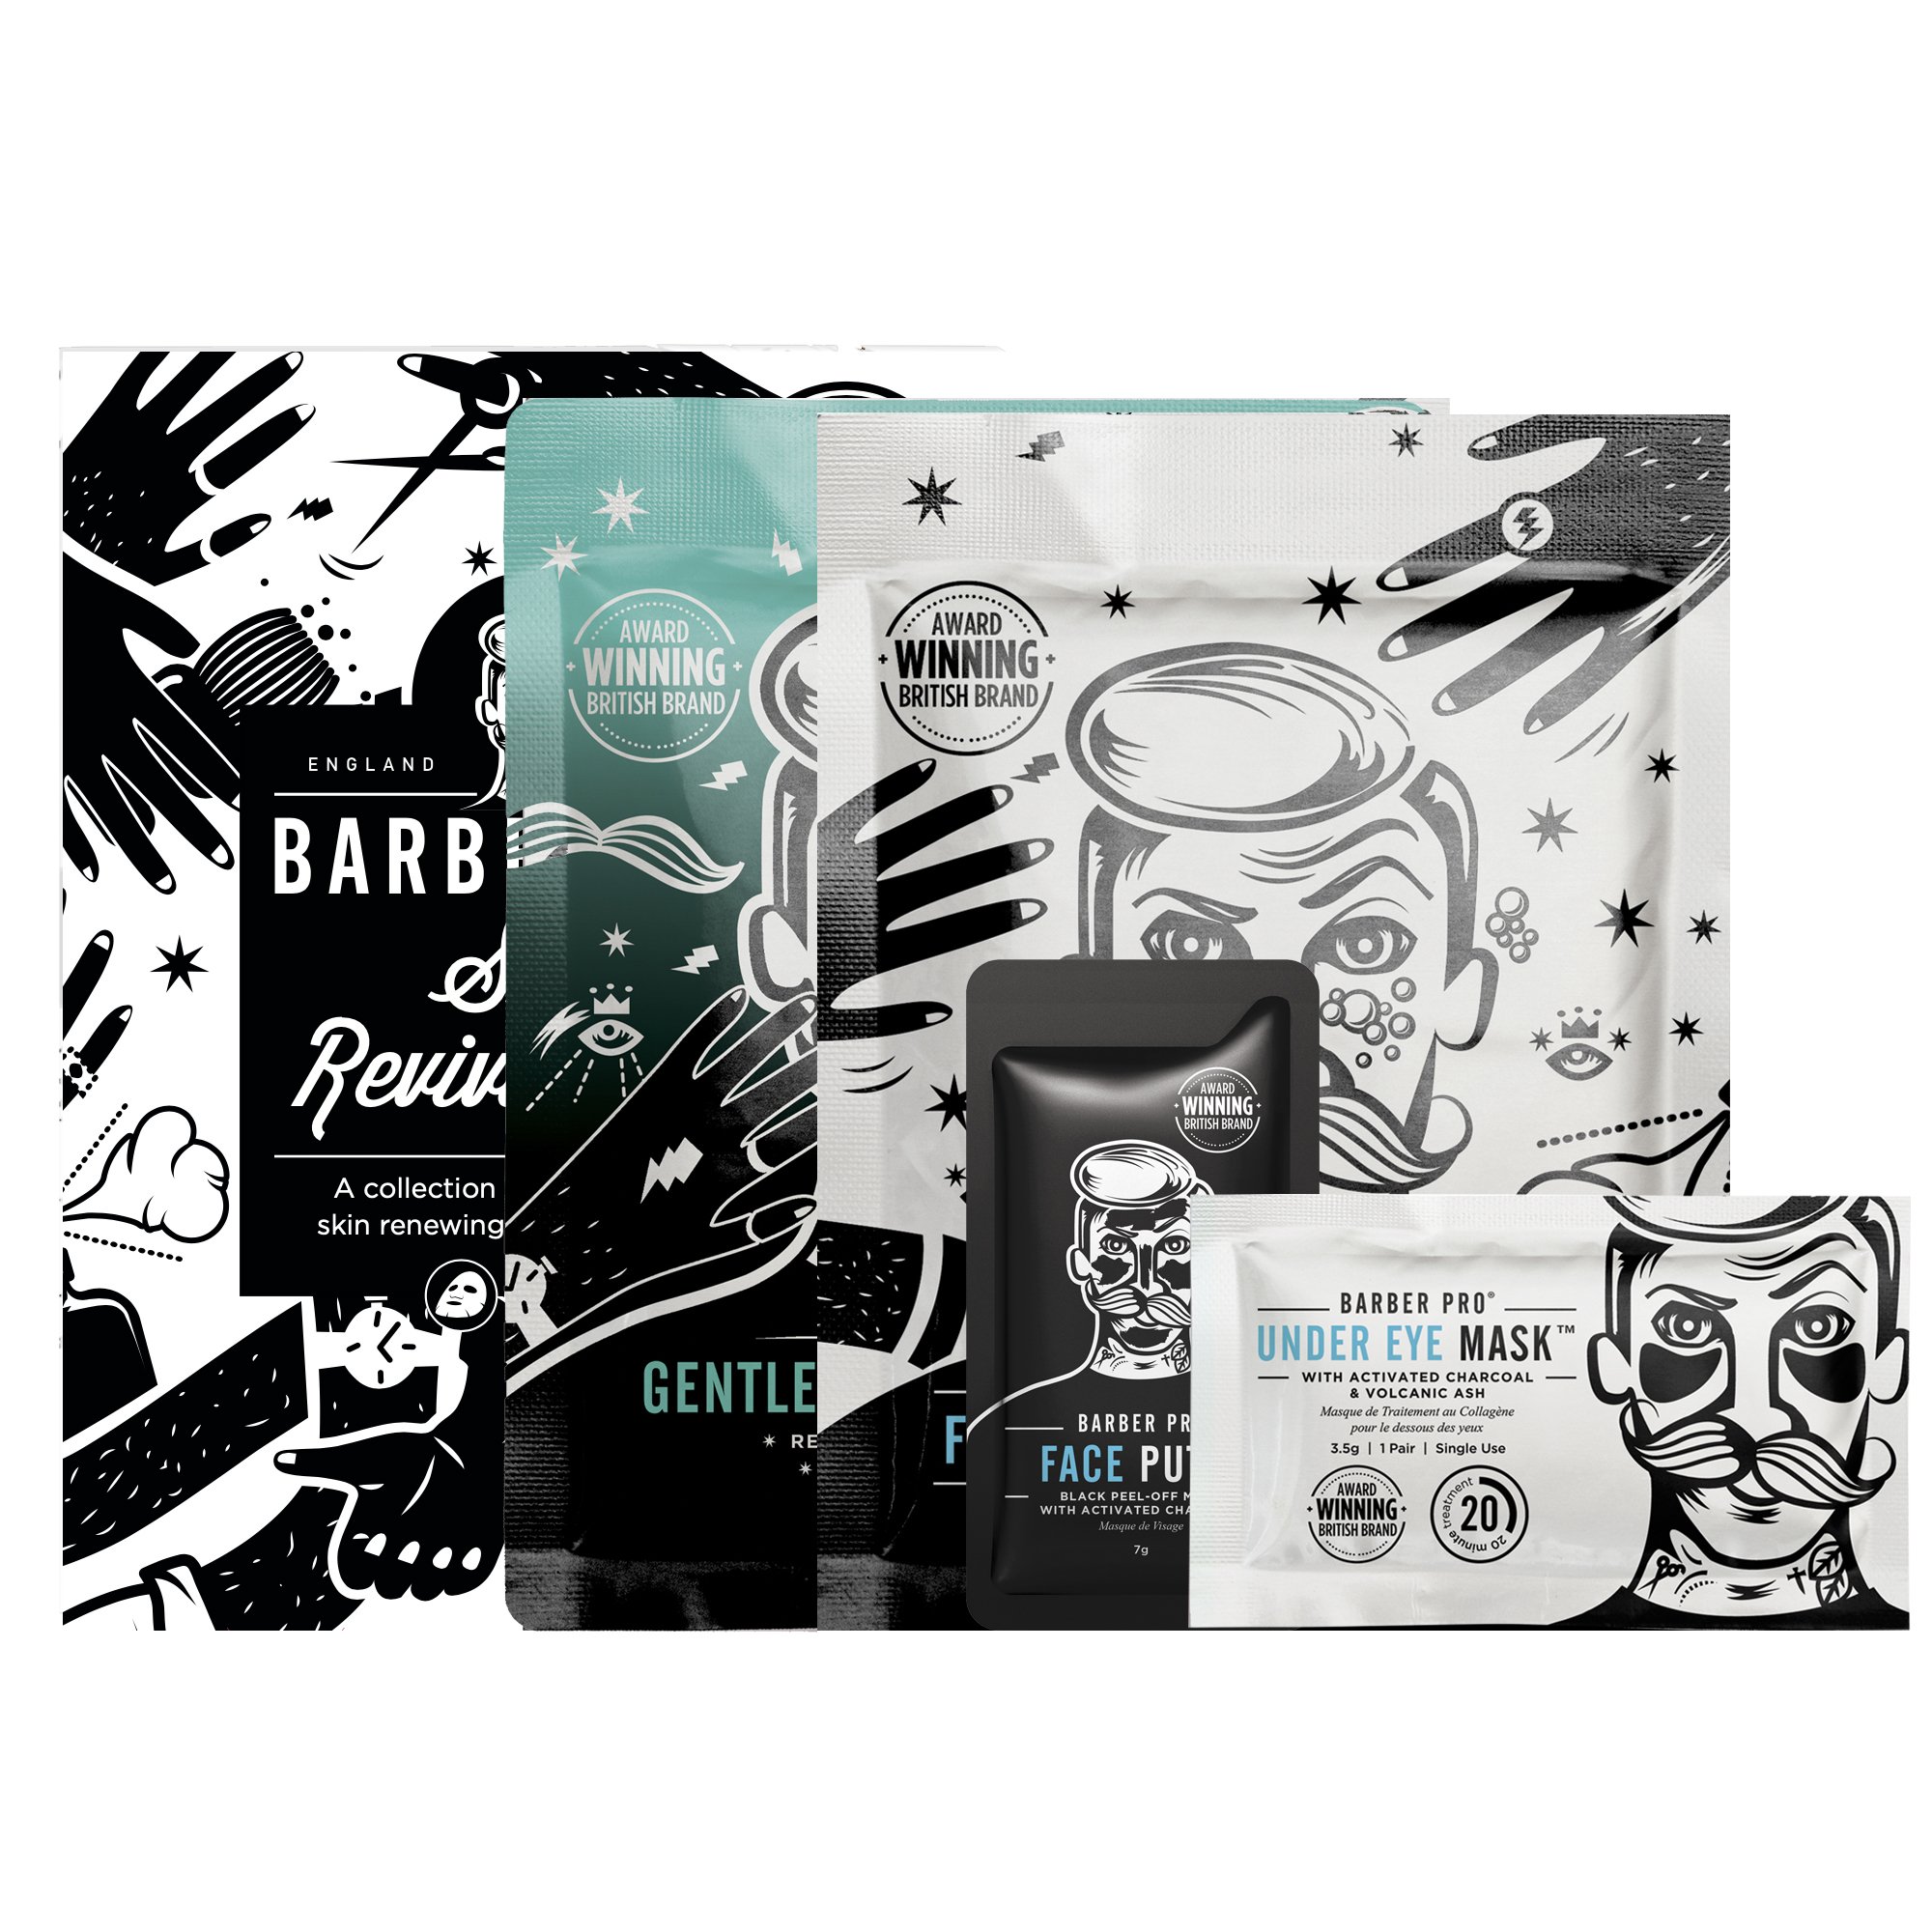 ENGLAND
BARB
&
Reviv
A collection
skin renewing
AWARD
WINNING
BRITISH BRAND
GENTLE
RE
AWARD
WINNING
BRITISH BRAND
F
AWARD
WINNING
BRITISH BRAND
BARBER PR
FACE PUT
BLACK PEEL-OFF M
WITH ACTIVATED CHA
Masque de Visage
7g
BARBER PRO®
UNDER EYE MASK™
WITH ACTIVATED CHARCOAL
& VOLCANIC ASH
Masque de Traitement au Collagène
pour le dessous des yeux
3.5g | 1 Pair | Single Use
AWARD
WINNING
BRITISH BRAND
20
20 minute treatment